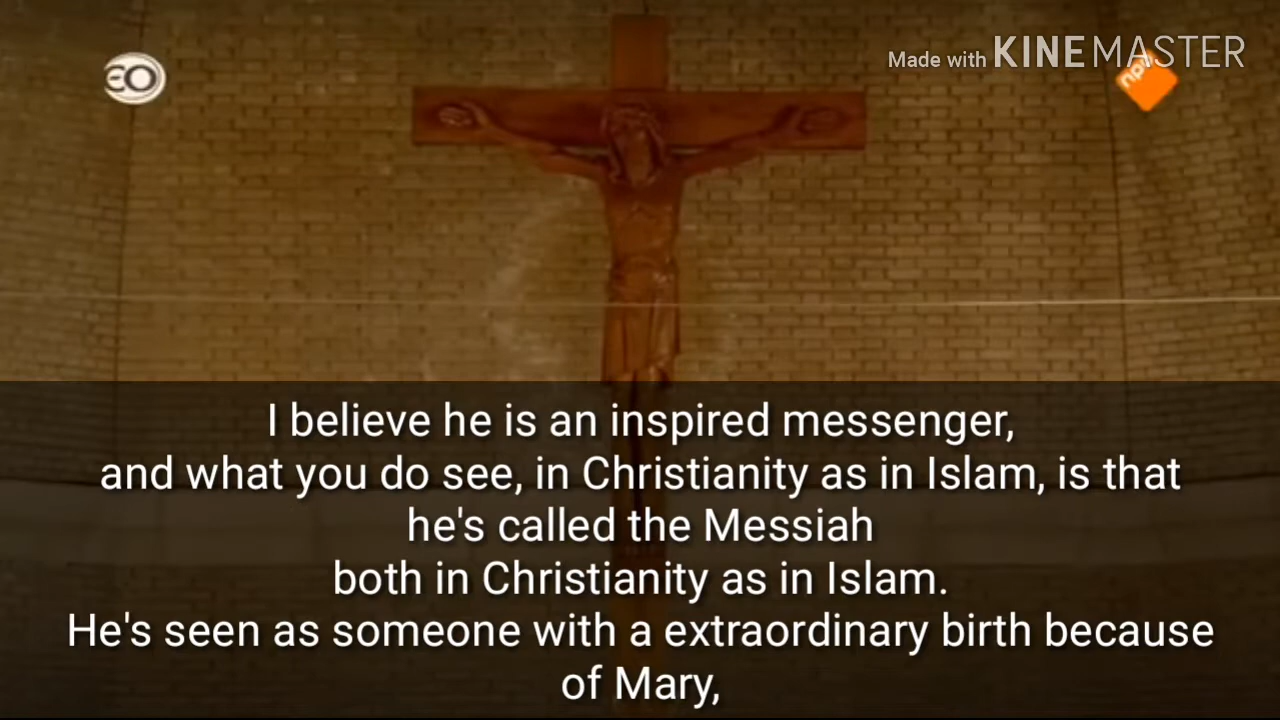 EO
Made with KINEMASTER
npo
I believe he is an inspired messenger,
and what you do see, in Christianity as in Islam, is that
he's called the Messiah
both in Christianity as in Islam.
He's seen as someone with a extraordinary birth because
of Mary,